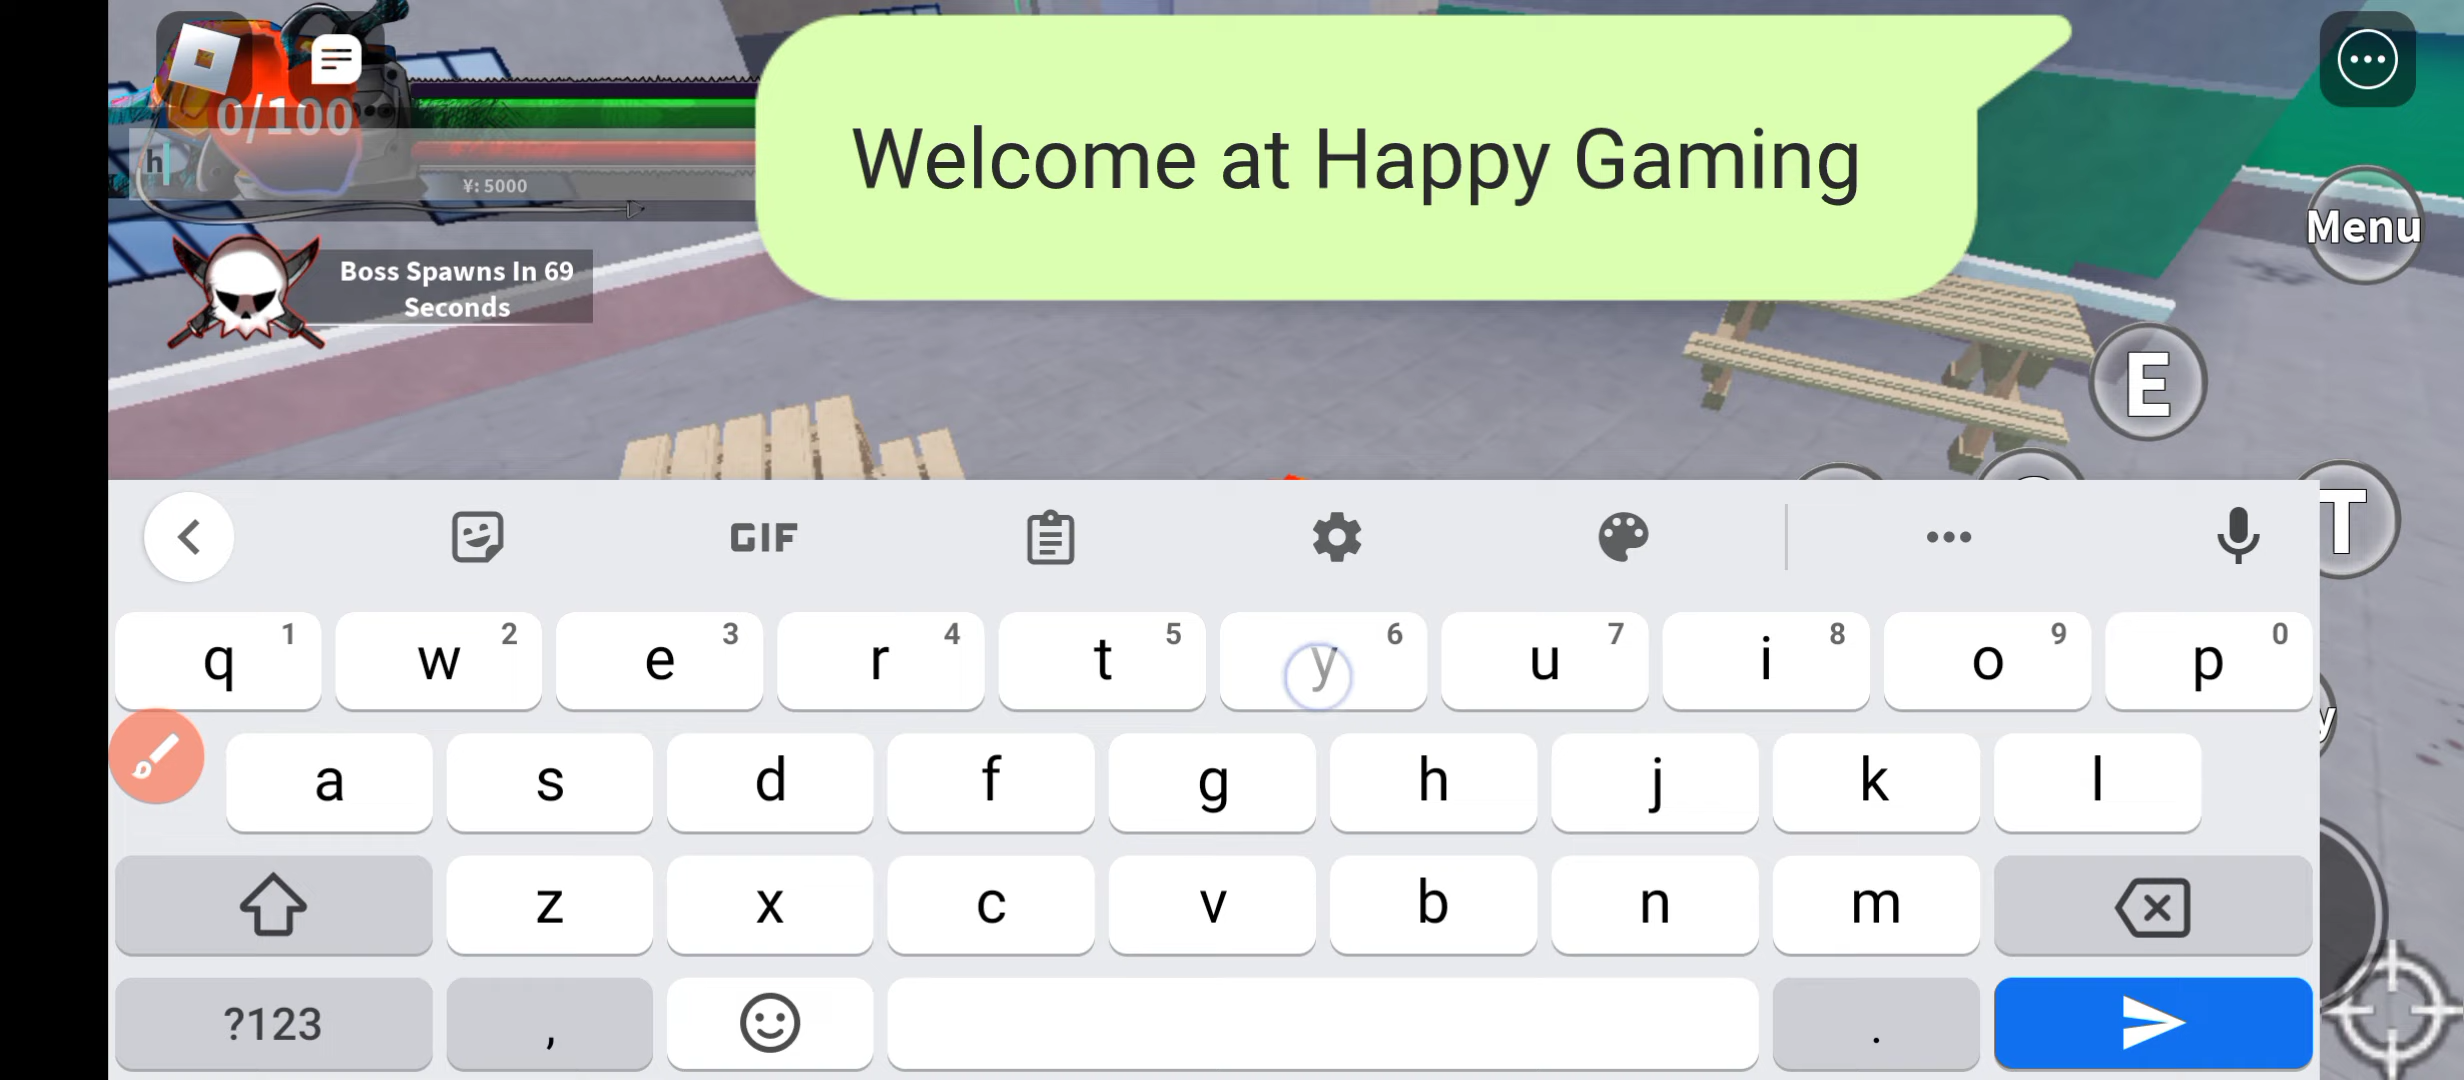 0/100
h
¥: 5000
Boss Spawns In 69
Seconds
Welcome at Happy Gaming
Menu
E
T
y
GIF
q 1 w 2 e 3 r 4 t 5 y 6 u 7 i 8 o 9 p 0
a s d f g h j k l
z x c v b n m
?123 , .